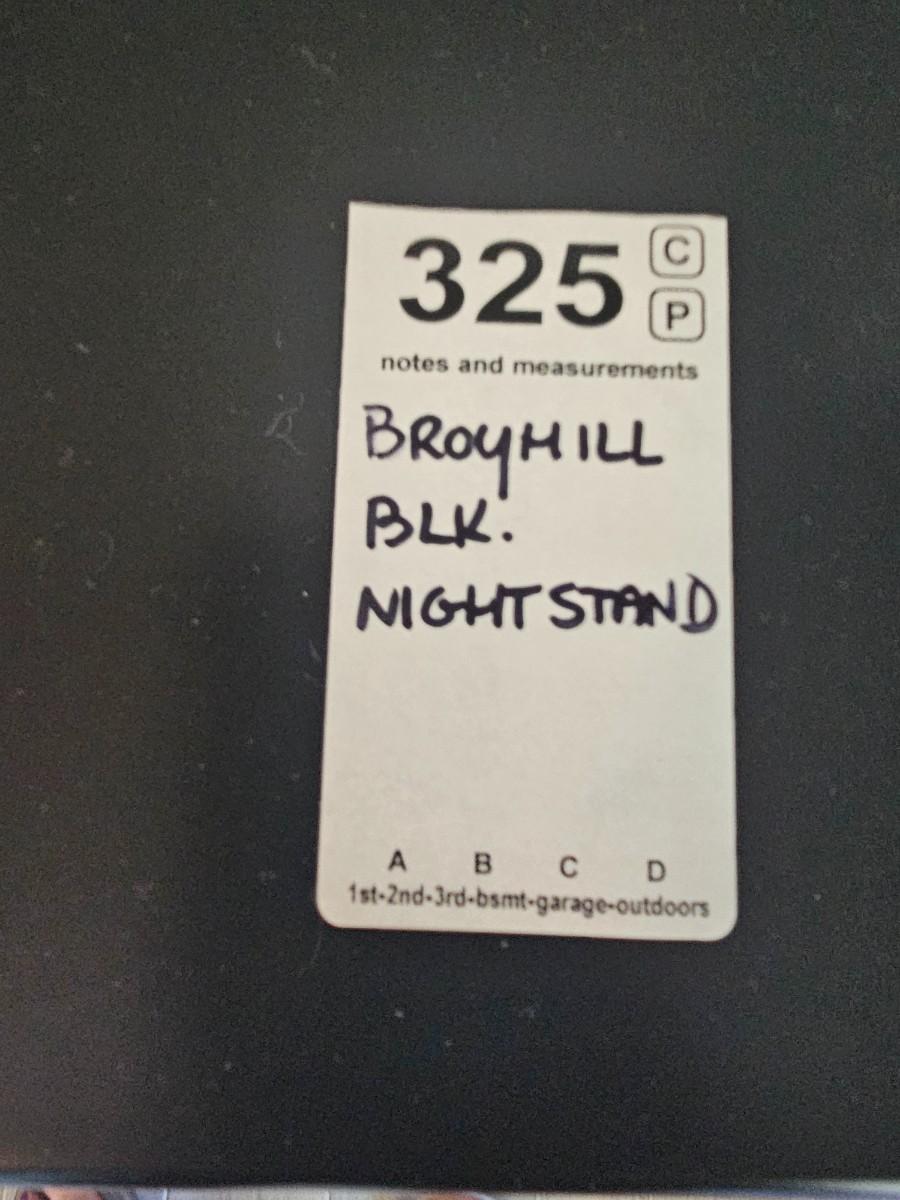 325 C
P
notes and measurements
BROYHILL
BLK.
NIGHTSTAND
A B C D
1st-2nd-3rd-bsmt-garage-outdoors